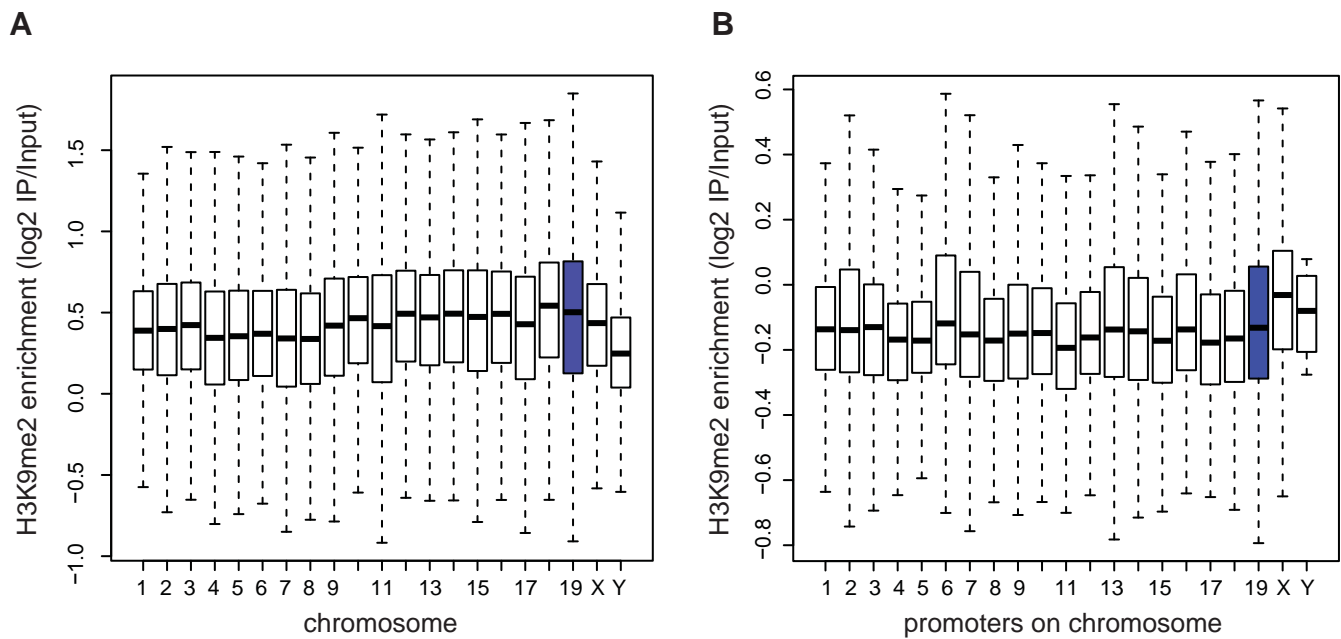 A
H3K9me2 enrichment (log2 IP/Input)
1.5
1.0
0.5
0.0
−0.5
−1.0
1 2 3 4 5 6 7 8 9 11 13 15 17 19 X Y
chromosome
B
H3K9me2 enrichment (log2 IP/Input)
0.6
0.4
0.2
0.0
−0.2
−0.4
−0.6
−0.8
1 2 3 4 5 6 7 8 9 11 13 15 17 19 X Y
promoters on chromosome